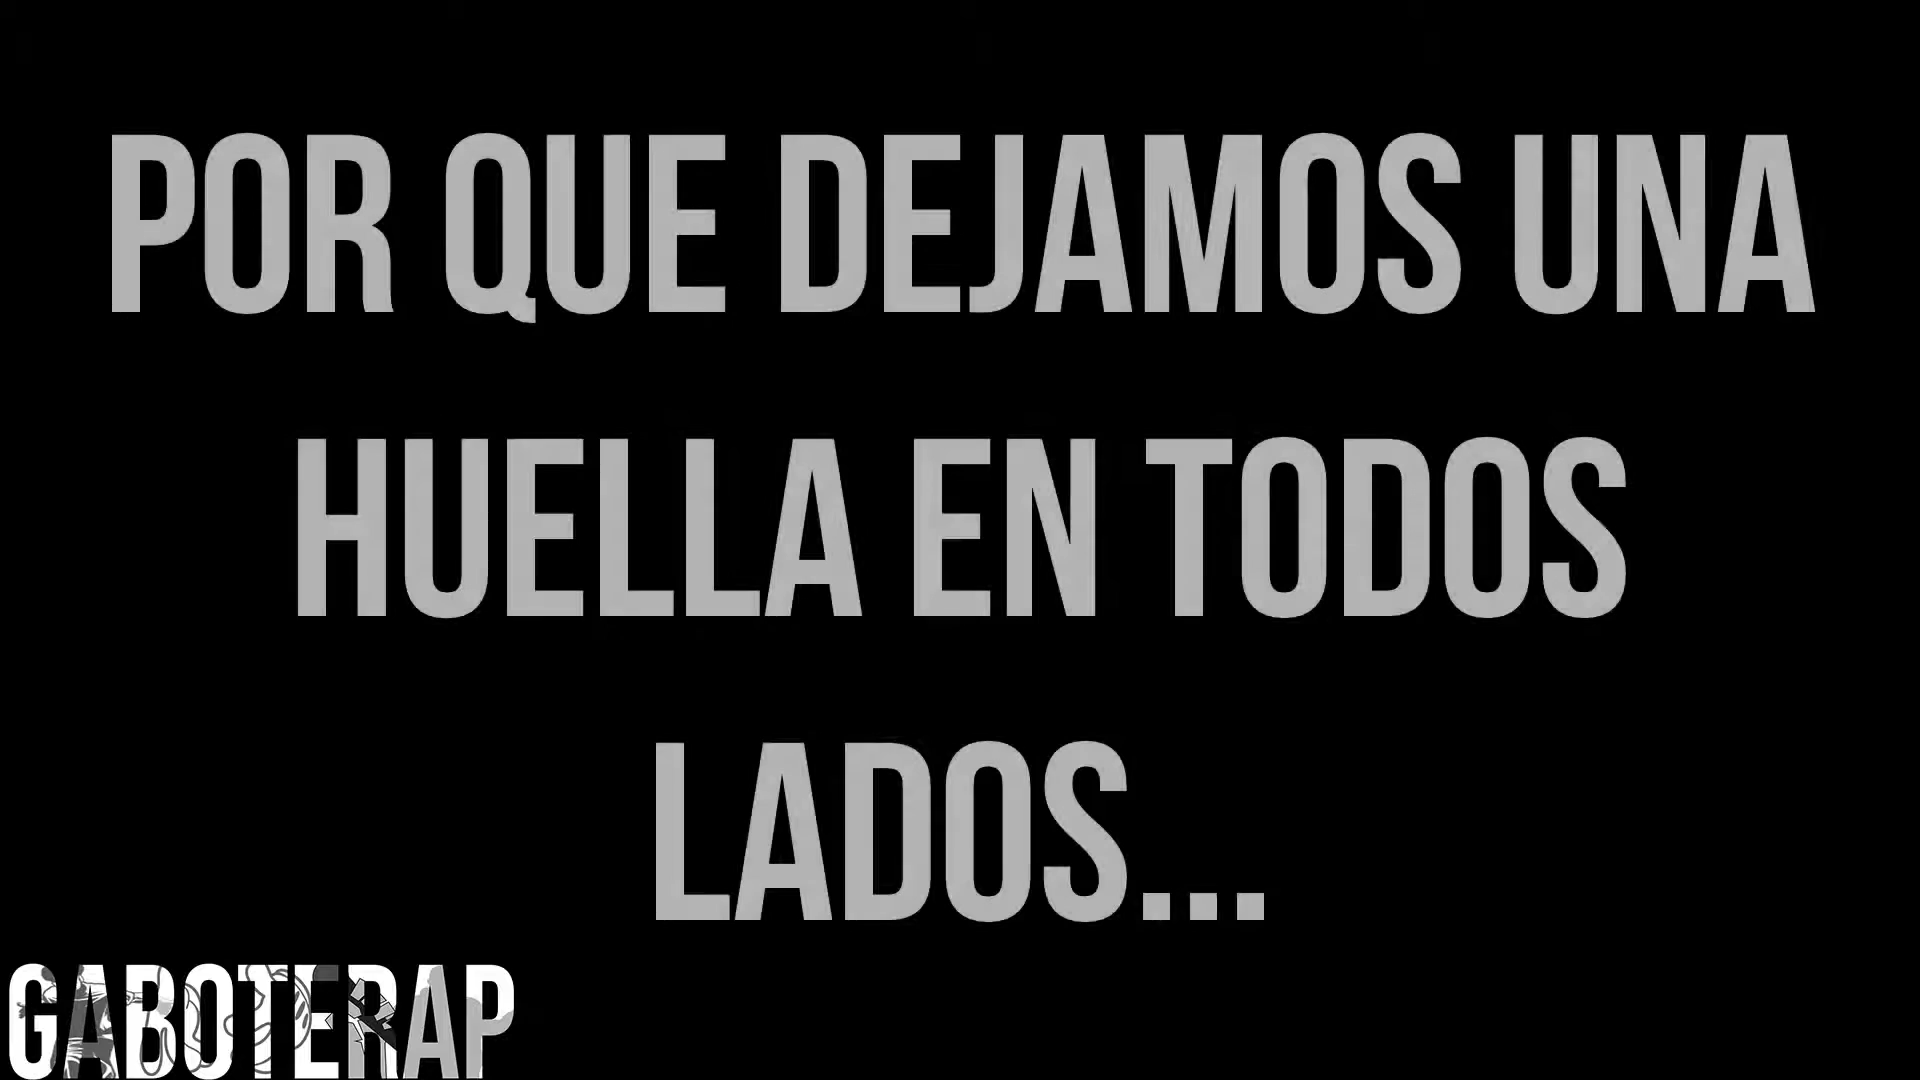 POR QUE DEJAMOS UNA
HUELLA EN TODOS
LADOS...
GABOTERAP